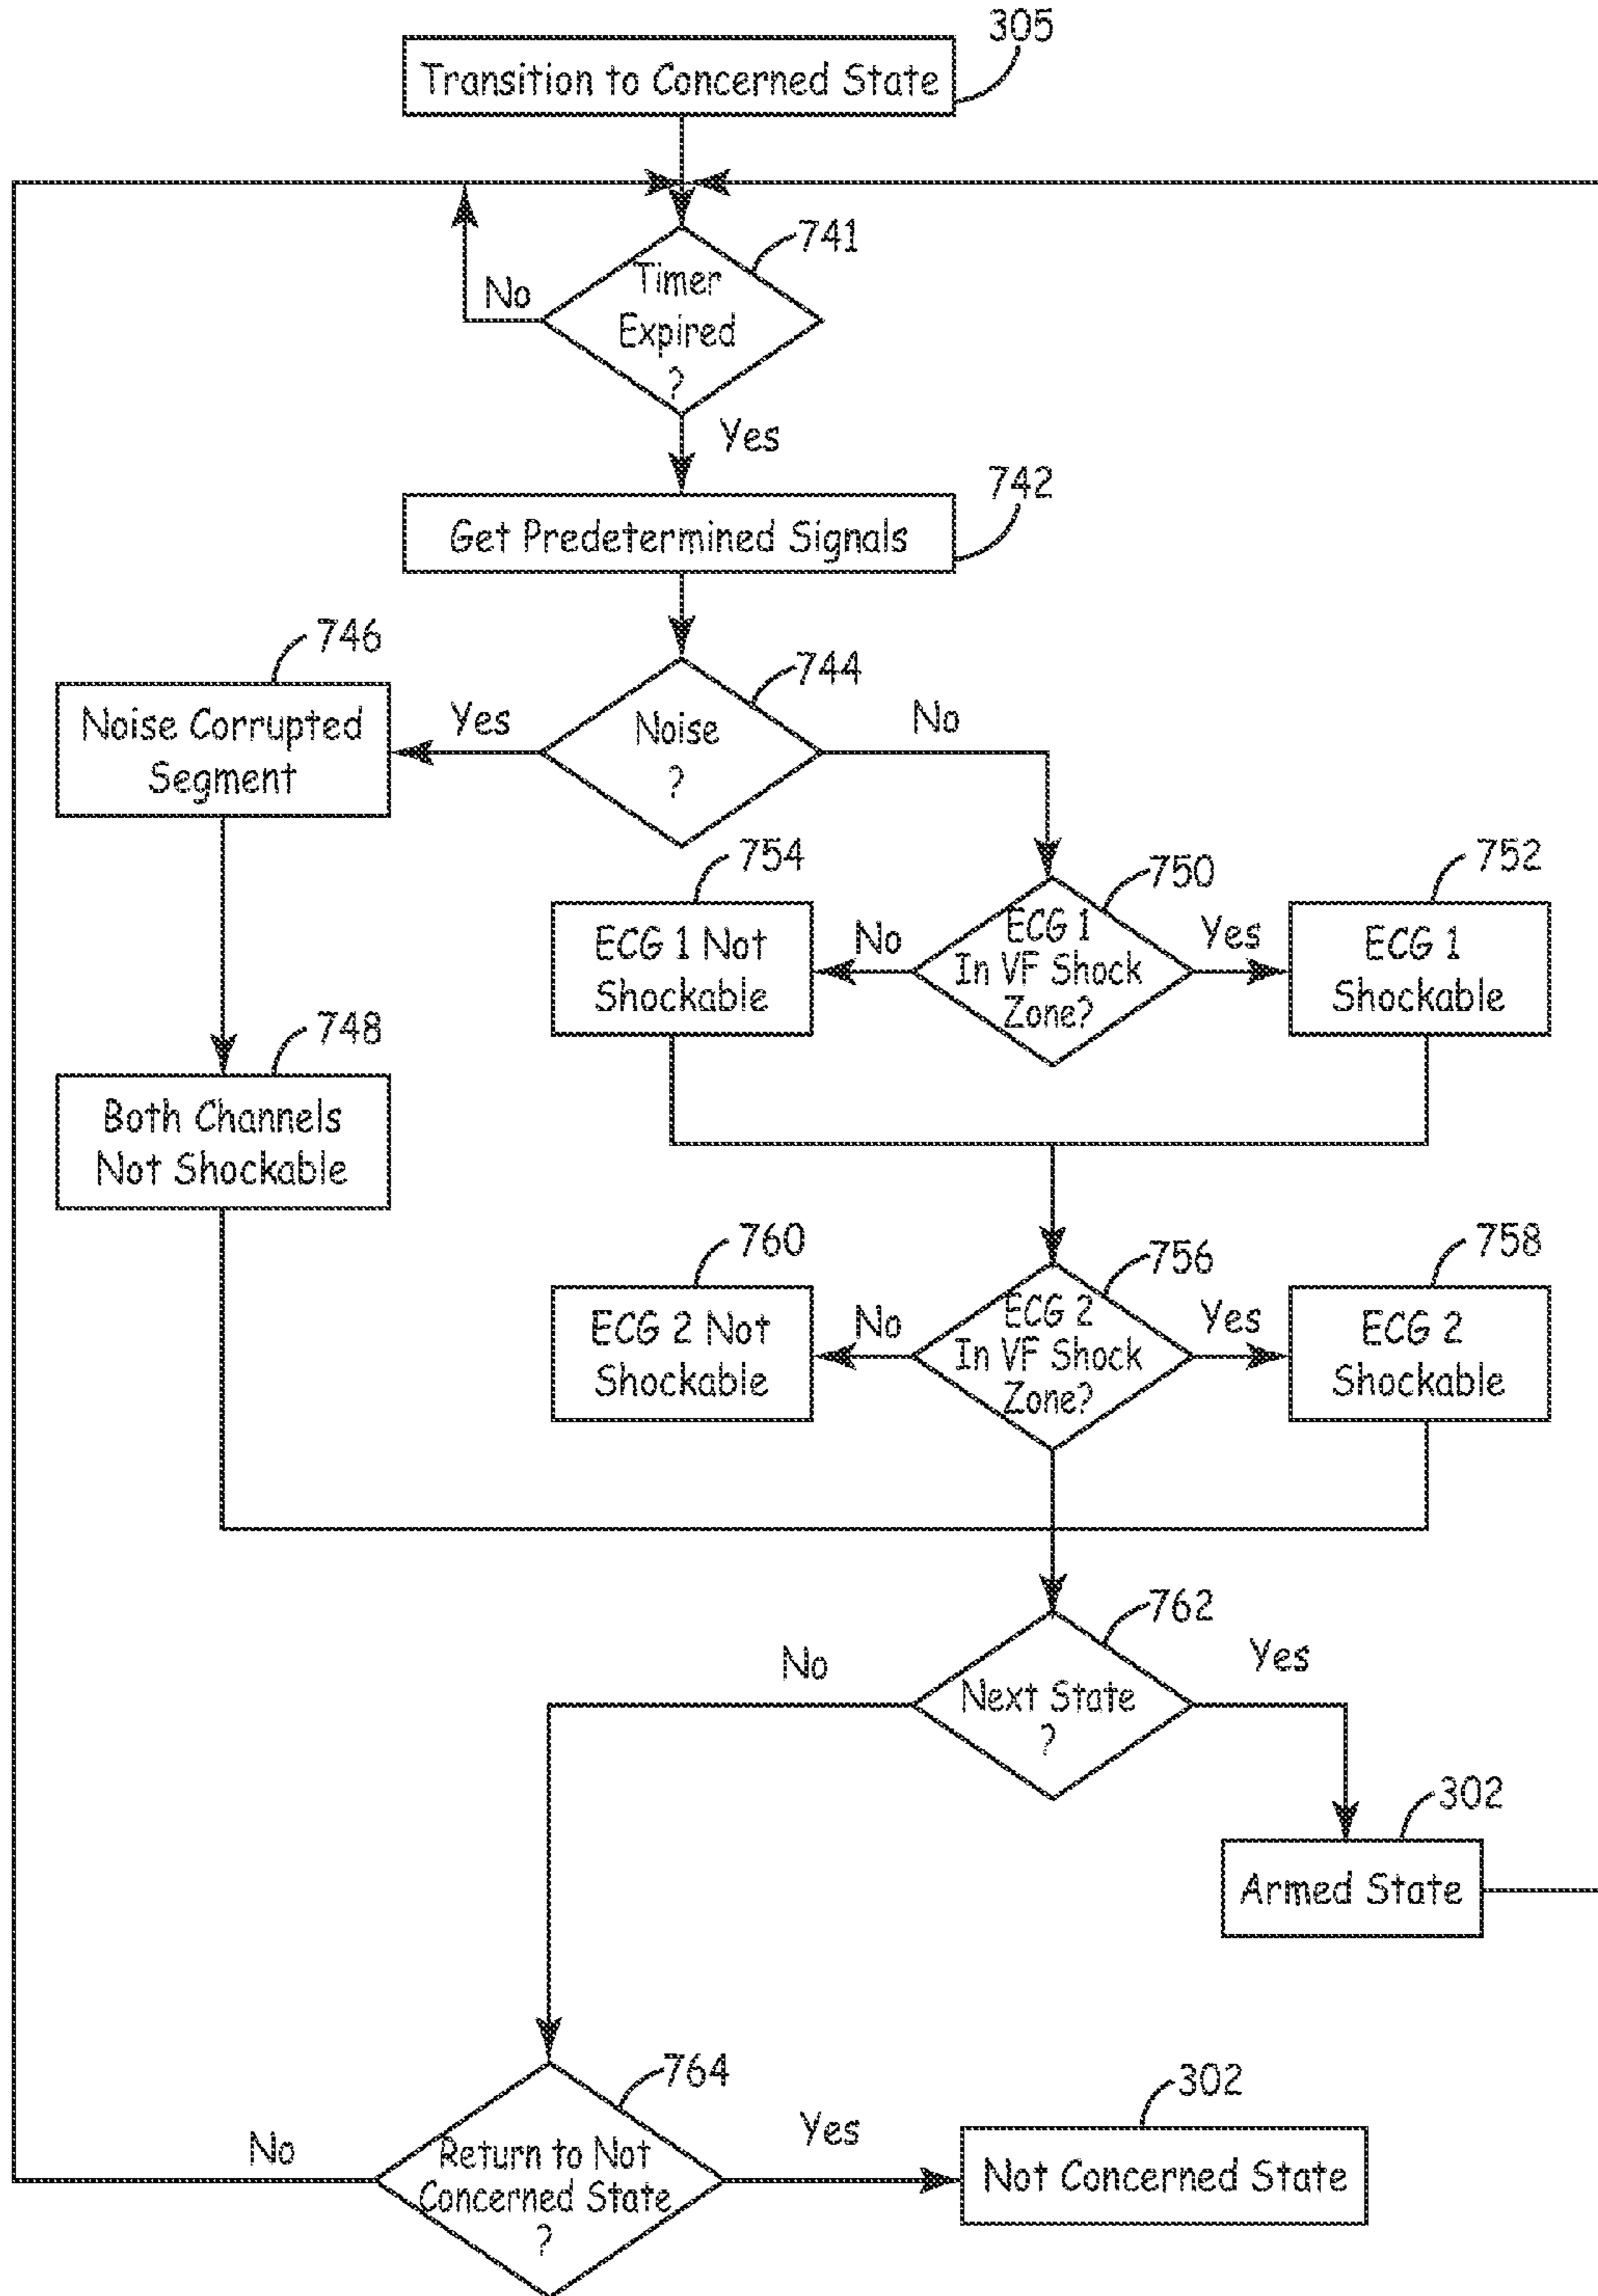 305
Transition to Concerned State
741
Timer
Expired
?
No
Yes
742
Get Predetermined Signals
746
744
Noise Corrupted
Segment
Yes
Noise
?
No
754
750
752
ECG 1 Not
Shockable
No
ECG 1
In VF Shock
Zone?
Yes
ECG 1
Shockable
748
Both Channels
Not Shockable
760
756
758
ECG 2 Not
Shockable
No
ECG 2
In VF Shock
Zone?
Yes
ECG 2
Shockable
762
No
Next State
?
Yes
302
Armed State
764
302
No
Return to Not
Concerned State
?
Yes
Not Concerned State